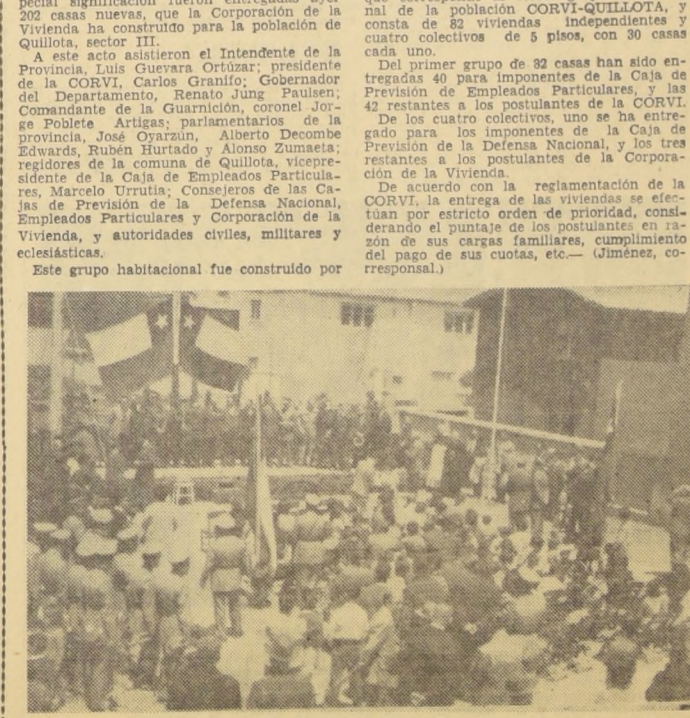 pecial significación fueron entregadas ayer
202 casas nuevas, que la Corporación de la
Vivienda ha construido para la población de
Quillota, sector III.
A este acto asistieron el Intendente de la
Provincia, Luis Guevara Ortúzar; presidente
de la CORVI, Carlos Granifo; Gobernador
del Departamento, Renato Jung Paulsen;
Comandante de la Guarnición, coronel Jor-
ge Poblete Artigas; parlamentarios de la
provincia, José Oyarzún, Alberto Decombe
Edwards, Rubén Hurtado y Alonso Zumaeta;
regidores de la comuna de Quillota, vicepre-
sidente de la Caja de Empleados Particula-
res, Marcelo Urrutia; Consejeros de las Ca-
jas de Previsión de la Defensa Nacional,
Empleados Particulares y Corporación de la
Vivienda, y autoridades civiles, militares y
eclesiásticas.
Este grupo habitacional fue construido por
nal de la población CORVI-QUILLOTA, y
consta de 82 viviendas independientes y
cuatro colectivos de 5 pisos, con 30 casas
cada uno.
Del primer grupo de 82 casas han sido en-
tregadas 40 para imponentes de la Caja de
Previsión de Empleados Particulares, y las
42 restantes a los postulantes de la CORVI.
De los cuatro colectivos, uno se ha entre-
gado para los imponentes de la Caja de
Previsión de la Defensa Nacional, y los tres
restantes a los postulantes de la Corpora-
ción de la Vivienda.
De acuerdo con la reglamentación de la
CORVI, la entrega de las viviendas se efec-
túan por estricto orden de prioridad, consi-
derando el puntaje de los postulantes en ra-
zón de sus cargas familiares, cumplimiento
del pago de sus cuotas, etc.— (Jiménez, co-
rresponsal.)